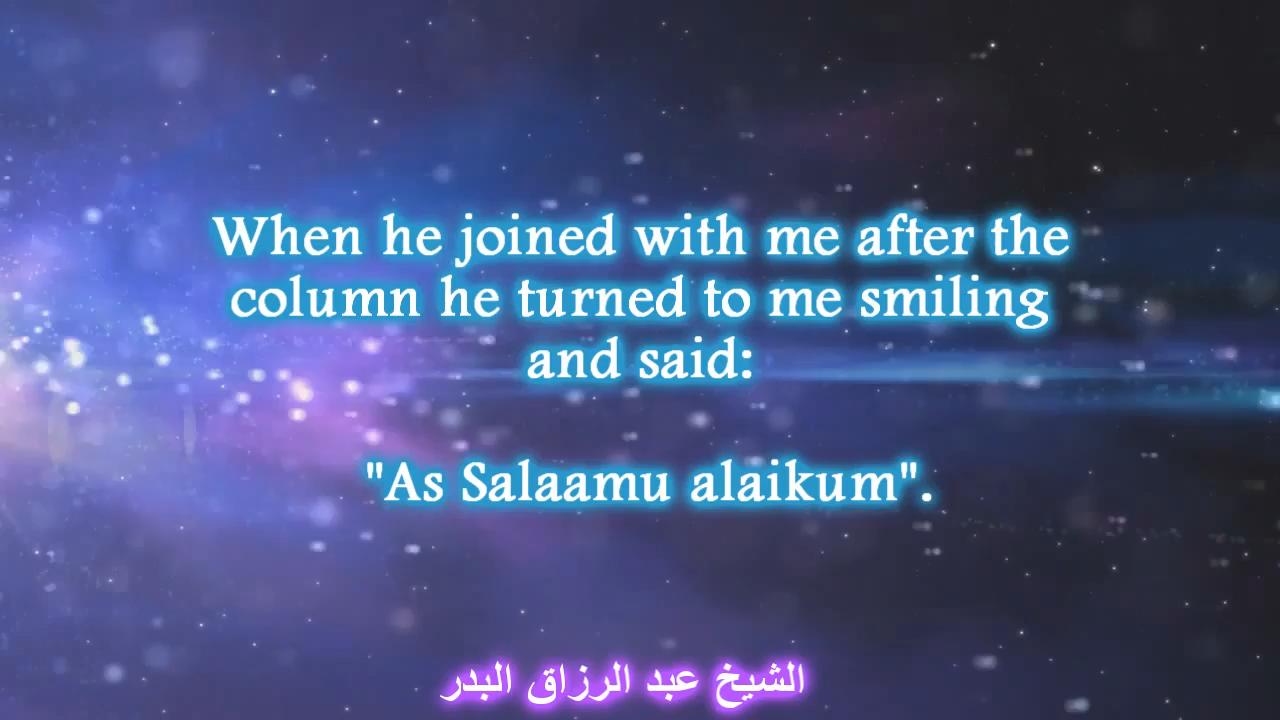 When he joined with me after the
column he turned to me smiling
and said:
"As Salaamu alaikum".
الشيخ عبد الرزاق البدر